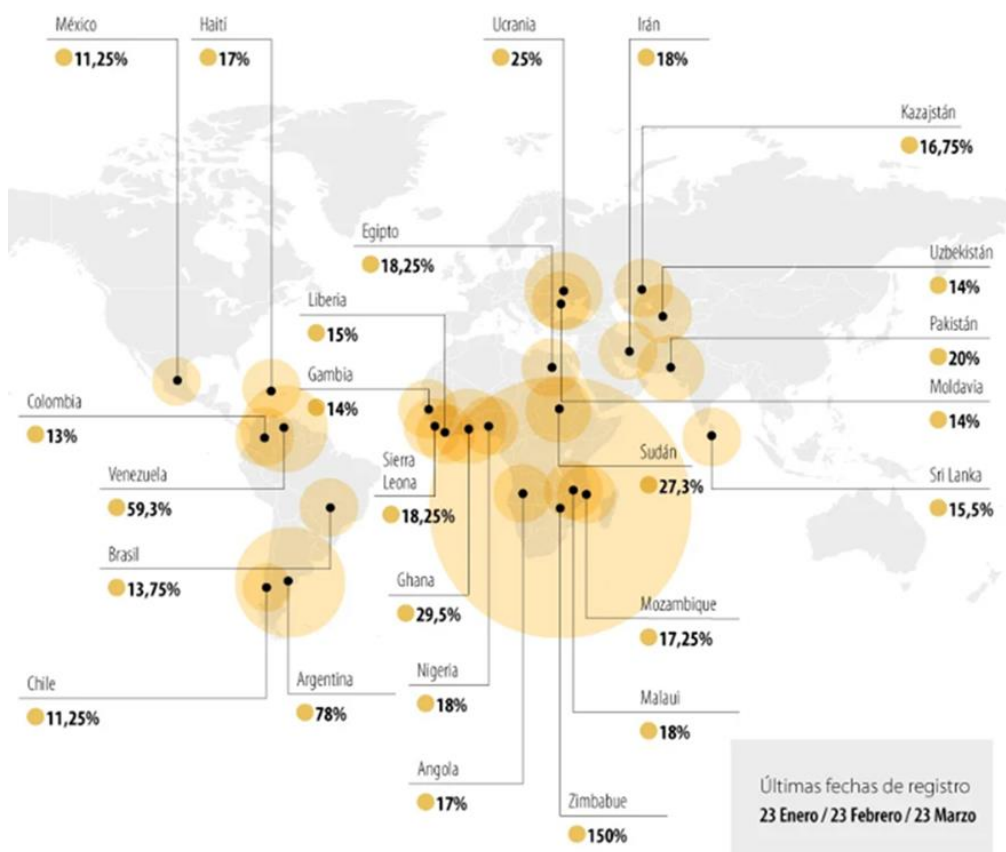 México
11,25%
Haití
17%
Ucrania
25%
Irán
18%
Kazajstán
16,75%
Egipto
18,25%
Uzbekistán
14%
Liberia
15%
Pakistán
20%
Gambia
14%
Moldavia
14%
Colombia
13%
Sierra
Leona
18,25%
Sudán
27,3%
Sri Lanka
15,5%
Venezuela
59,3%
Brasil
13,75%
Ghana
29,5%
Mozambique
17,25%
Chile
11,25%
Argentina
78%
Nigeria
18%
Malaui
18%
Angola
17%
Zimbabue
150%
Últimas fechas de registro
23 Enero / 23 Febrero / 23 Marzo